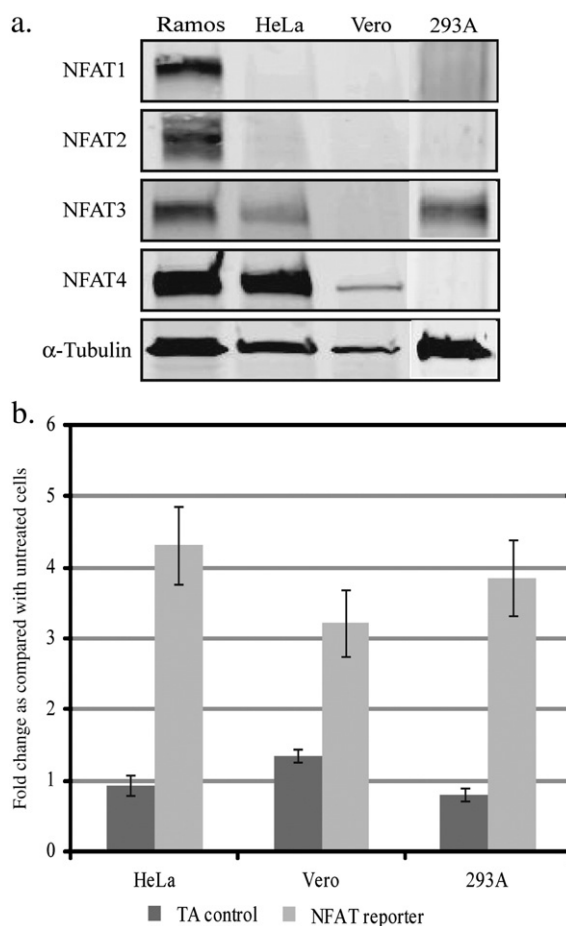 a.
Ramos HeLa Vero 293A
NFAT1
NFAT2
NFAT3
NFAT4
α-Tubulin
b.
Fold change as compared with untreated cells
6
5
4
3
2
1
0
HeLa Vero 293A
TA control NFAT reporter